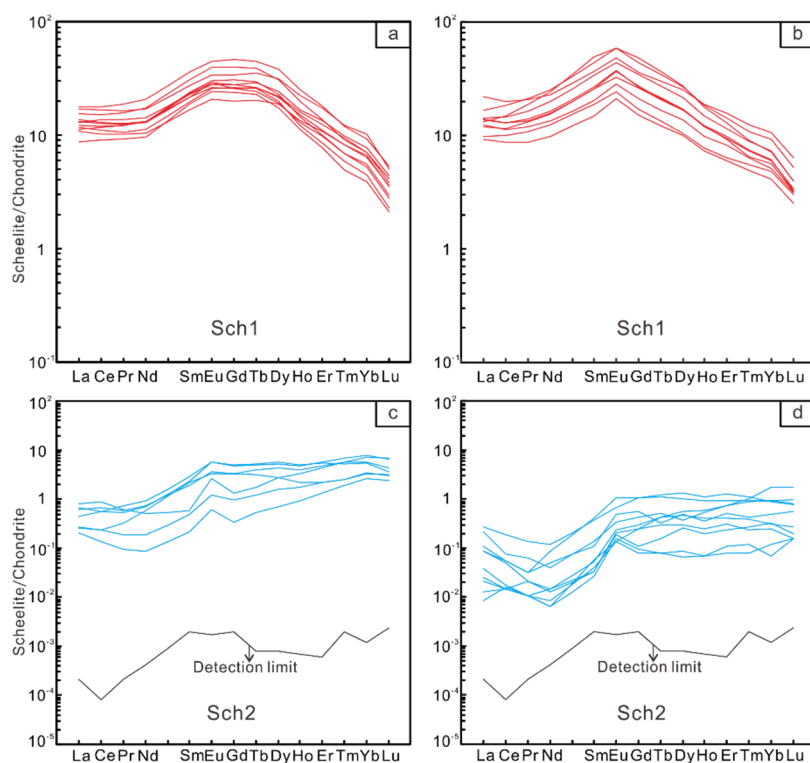 a
b
10²
10
1
10⁻¹
Scheelite/Chondrite
Sch1
Sch1
La Ce Pr Nd Sm Eu Gd Tb Dy Ho Er Tm Yb Lu
La Ce Pr Nd Sm Eu Gd Tb Dy Ho Er Tm Yb Lu
c
d
10²
10
1
10⁻¹
10⁻²
10⁻³
10⁻⁴
10⁻⁵
Scheelite/Chondrite
10²
10
1
10⁻¹
10⁻²
10⁻³
10⁻⁴
10⁻⁵
Detection limit
Detection limit
Sch2
Sch2
La Ce Pr Nd Sm Eu Gd Tb Dy Ho Er Tm Yb Lu
La Ce Pr Nd Sm Eu Gd Tb Dy Ho Er Tm Yb Lu